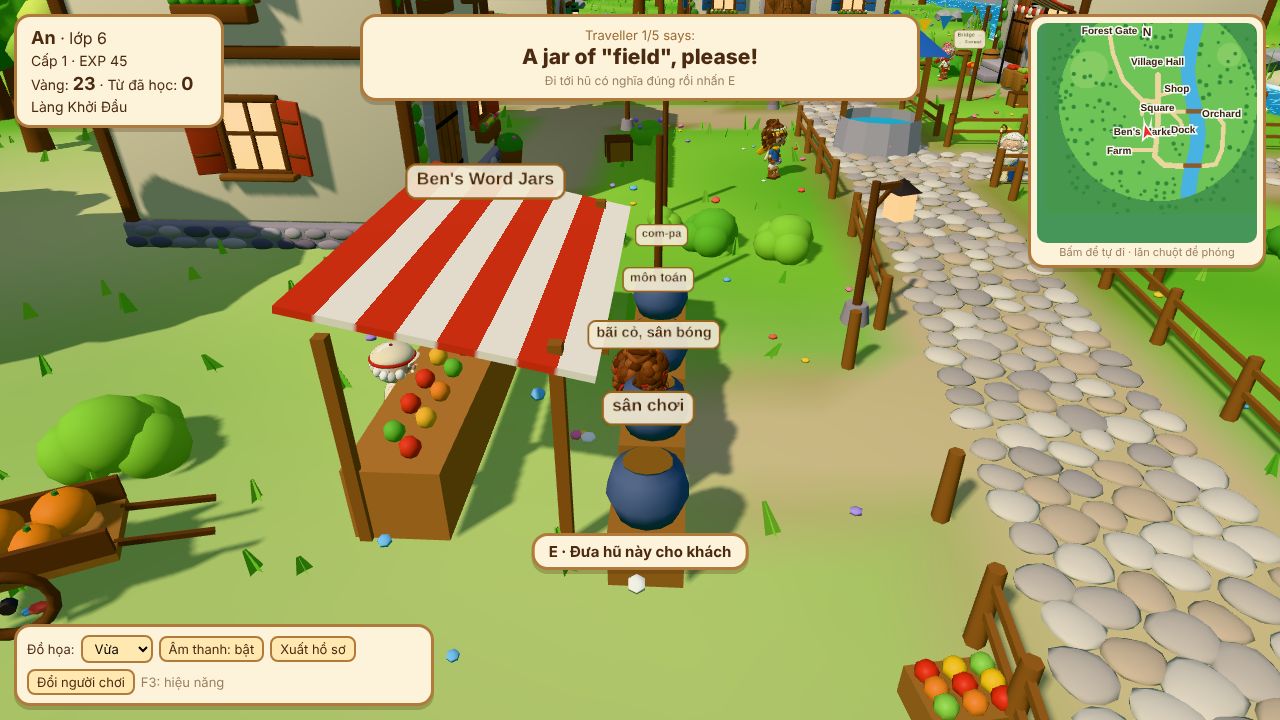 An · lớp 6
Cấp 1 · EXP 45
Vàng: 23 · Từ đã học: 0
Làng Khởi Đầu
Traveller 1/5 says:
A jar of "field", please!
Đi tới hũ có nghĩa đúng rồi nhấn E
Forest Gate N
Village Hall
Shop
Square
Orchard
Ben's
Dock
Farm
Bấm để tự đi · lăn chuột để phóng
Ben's Word Jars
com-pa
môn toán
bãi cỏ, sân bóng
sân chơi
E · Đưa hũ này cho khách
Đồ họa: Vừa Âm thanh: bật Xuất hồ sơ
Đổi người chơi F3: hiệu năng